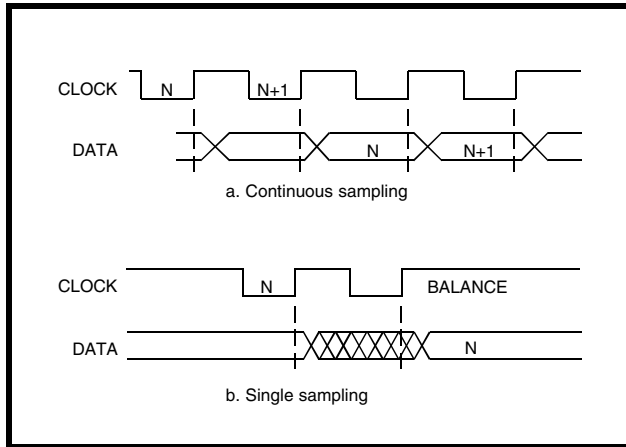 CLOCK N N+1
DATA N N+1
a. Continuous sampling
CLOCK N BALANCE
DATA N
b. Single sampling